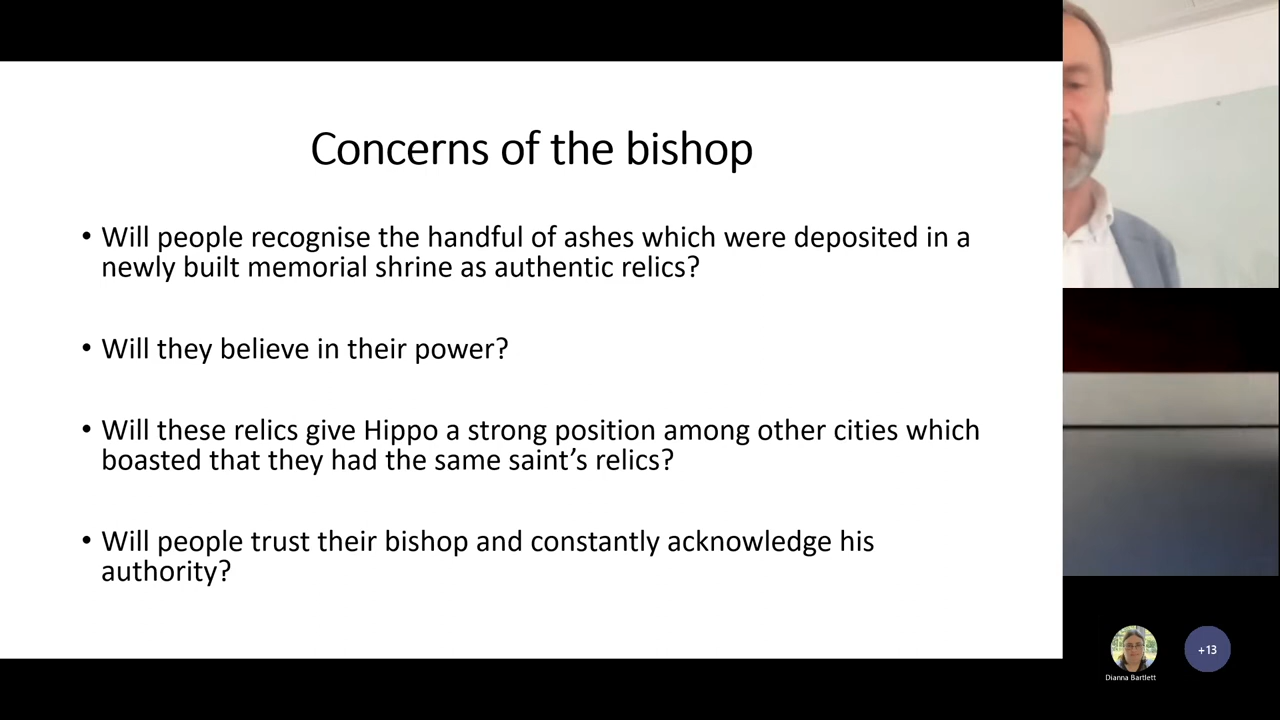 Concerns of the bishop
• Will people recognise the handful of ashes which were deposited in a
newly built memorial shrine as authentic relics?
• Will they believe in their power?
• Will these relics give Hippo a strong position among other cities which
boasted that they had the same saint’s relics?
• Will people trust their bishop and constantly acknowledge his
authority?
+13
Dianna Bartlett